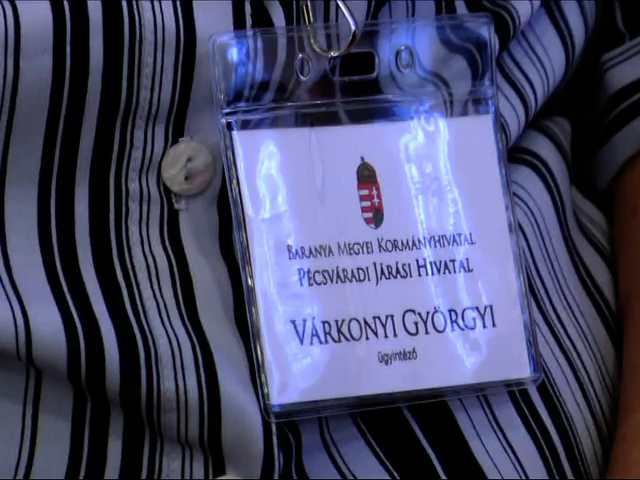 BARANYA MEGYEI KORMÁNYHIVATAL
PÉCSVÁRADI JÁRÁSI HIVATAL
VÁRKONYI GYÖRGYI
ügyintéző